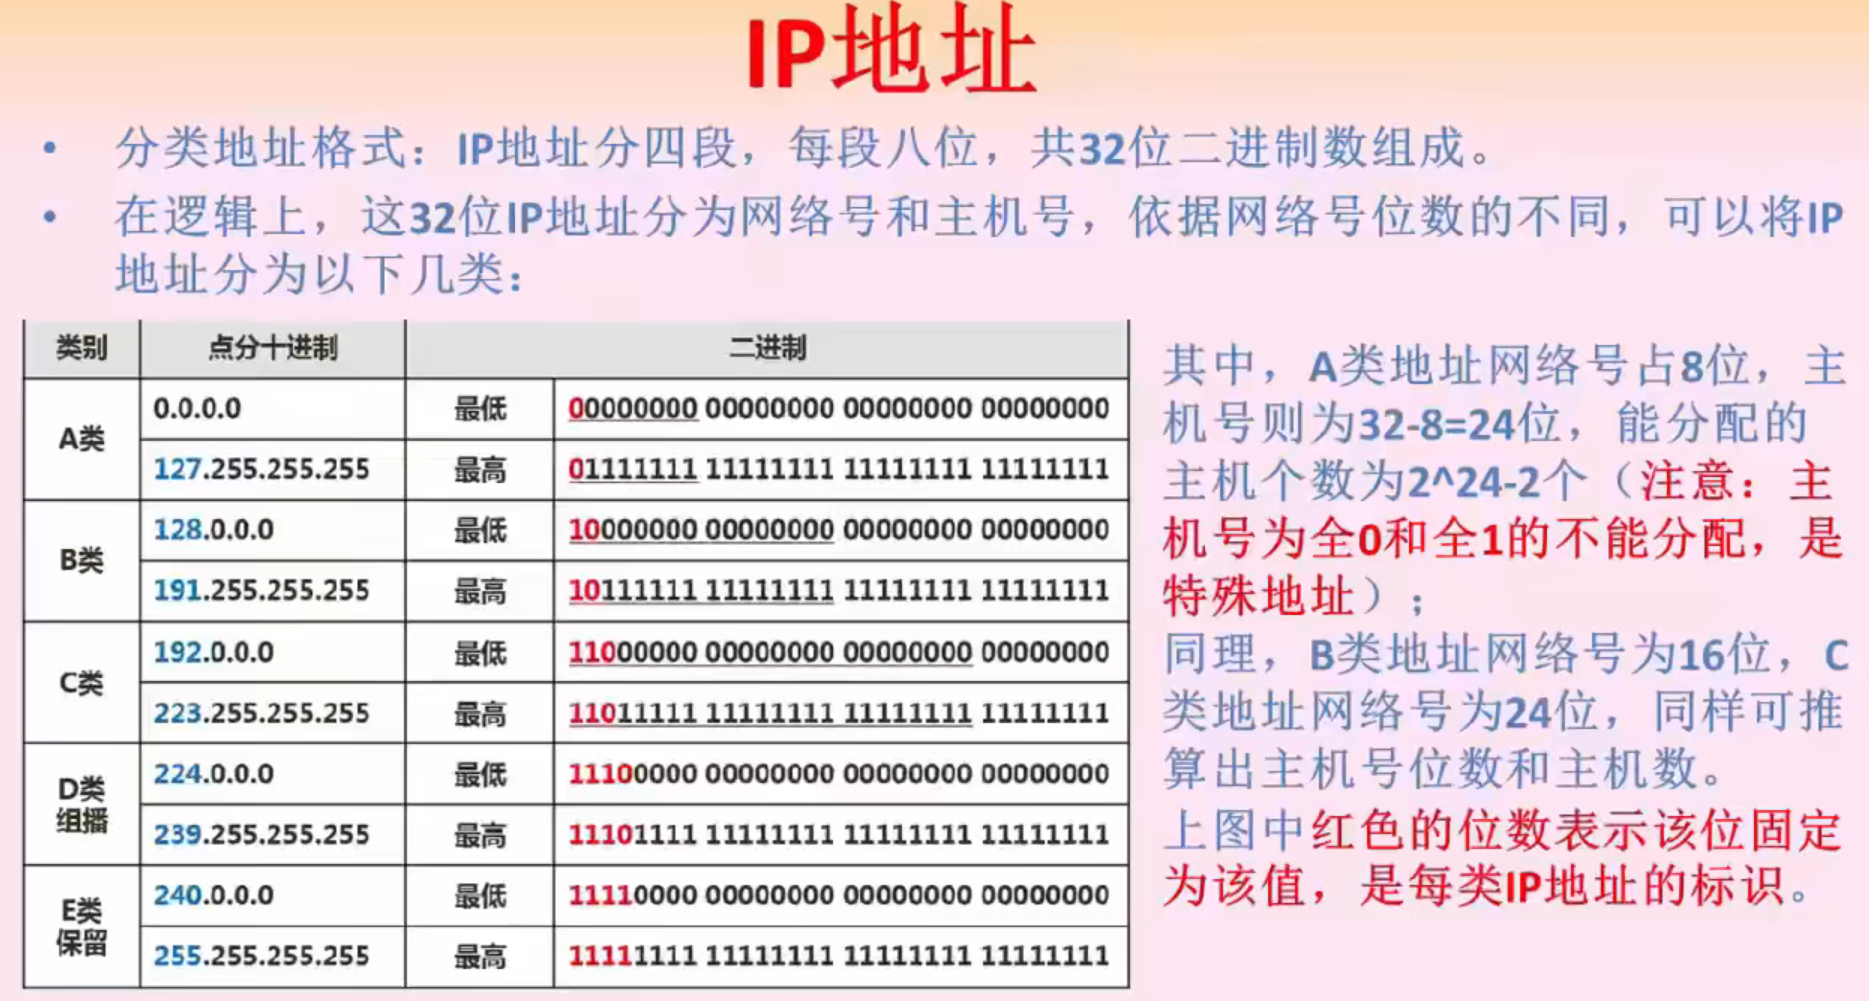 IP地址
• 分类地址格式：IP地址分四段，每段八位，共32位二进制数组成。
• 在逻辑上，这32位IP地址分为网络号和主机号，依据网络号位数的不同，可以将IP
地址分为以下几类：
类别 点分十进制 二进制
A类 0.0.0.0 最低 00000000 00000000 00000000 00000000
127.255.255.255 最高 01111111 11111111 11111111 11111111
B类 128.0.0.0 最低 10000000 00000000 00000000 00000000
191.255.255.255 最高 10111111 11111111 11111111 11111111
C类 192.0.0.0 最低 11000000 00000000 00000000 00000000
223.255.255.255 最高 11011111 11111111 11111111 11111111
D类
组播
224.0.0.0 最低 11100000 00000000 00000000 00000000
239.255.255.255 最高 11101111 11111111 11111111 11111111
E类
保留
240.0.0.0 最低 11110000 00000000 00000000 00000000
255.255.255.255 最高 11111111 11111111 11111111 11111111
其中，A类地址网络号占8位，主
机号则为32-8=24位，能分配的
主机个数为2^24-2个（注意：主
机号为全0和全1的不能分配，是
特殊地址）；
同理，B类地址网络号为16位，C
类地址网络号为24位，同样可推
算出主机号位数和主机数。
上图中红色的位数表示该位固定
为该值，是每类IP地址的标识。